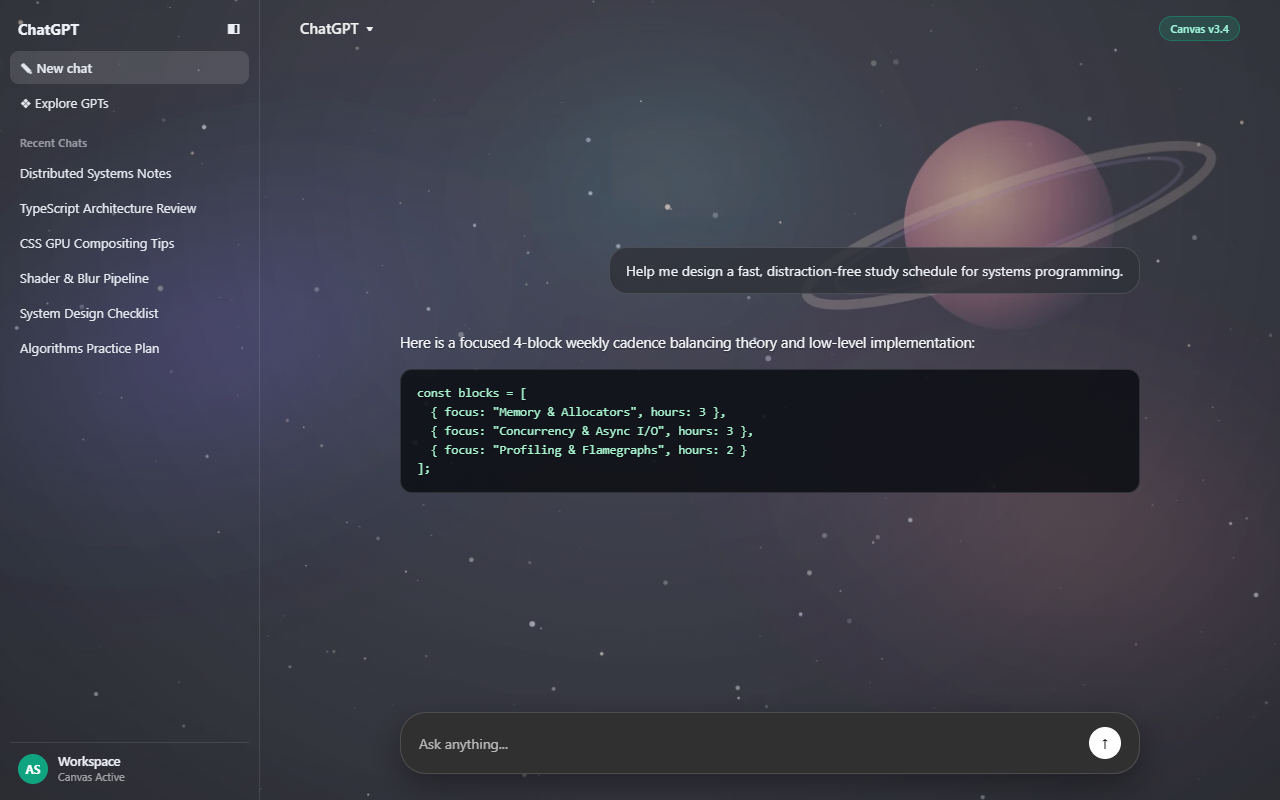 ChatGPT
New chat
Explore GPTs
Recent Chats
Distributed Systems Notes
TypeScript Architecture Review
CSS GPU Compositing Tips
Shader & Blur Pipeline
System Design Checklist
Algorithms Practice Plan
AS
Workspace
Canvas Active
ChatGPT
Canvas v3.4
Help me design a fast, distraction-free study schedule for systems programming.
Here is a focused 4-block weekly cadence balancing theory and low-level implementation:
const blocks = [
  { focus: "Memory & Allocators", hours: 3 },
  { focus: "Concurrency & Async I/O", hours: 3 },
  { focus: "Profiling & Flamegraphs", hours: 2 }
];
Ask anything...